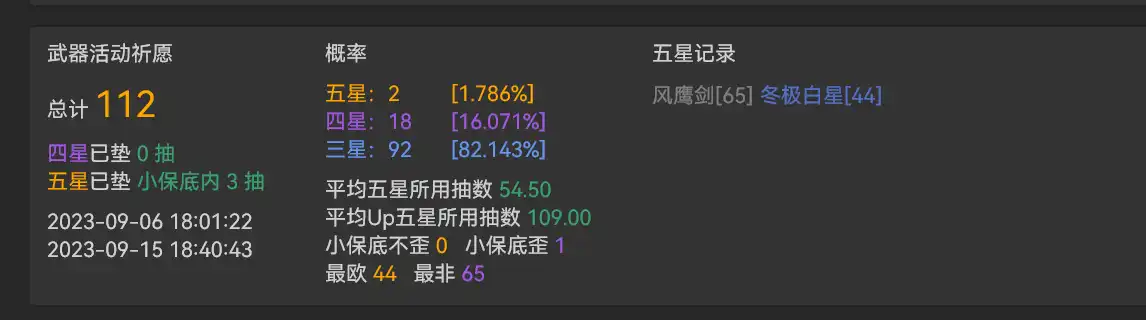 武器活动祈愿
总计 112
四星已垫 0 抽
五星已垫 小保底内 3 抽
2023-09-06 18:01:22
2023-09-15 18:40:43
概率
五星: 2 [1.786%]
四星: 18 [16.071%]
三星: 92 [82.143%]
平均五星所用抽数 54.50
平均Up五星所用抽数 109.00
小保底不歪 0 小保底歪 1
最欧 44 最非 65
五星记录
风鹰剑[65] 冬极白星[44]